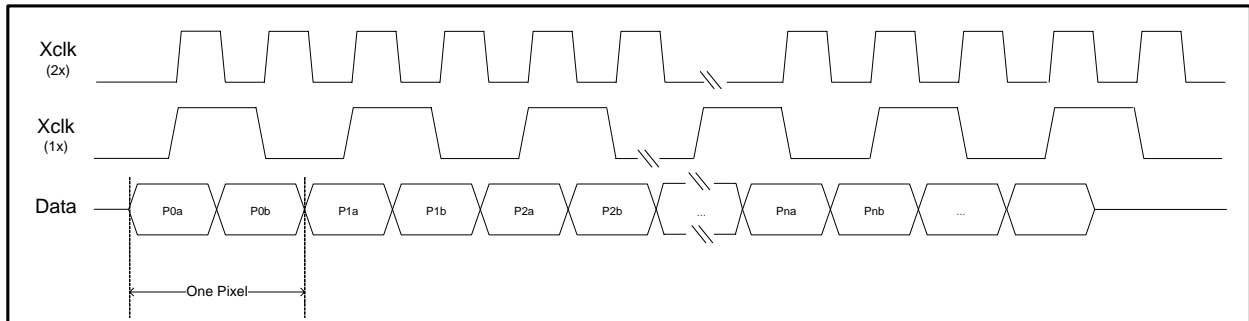 Xclk
(2x)
Xclk
(1x)
Data
P0a P0b P1a P1b P2a P2b ... Pna Pnb ...
One Pixel